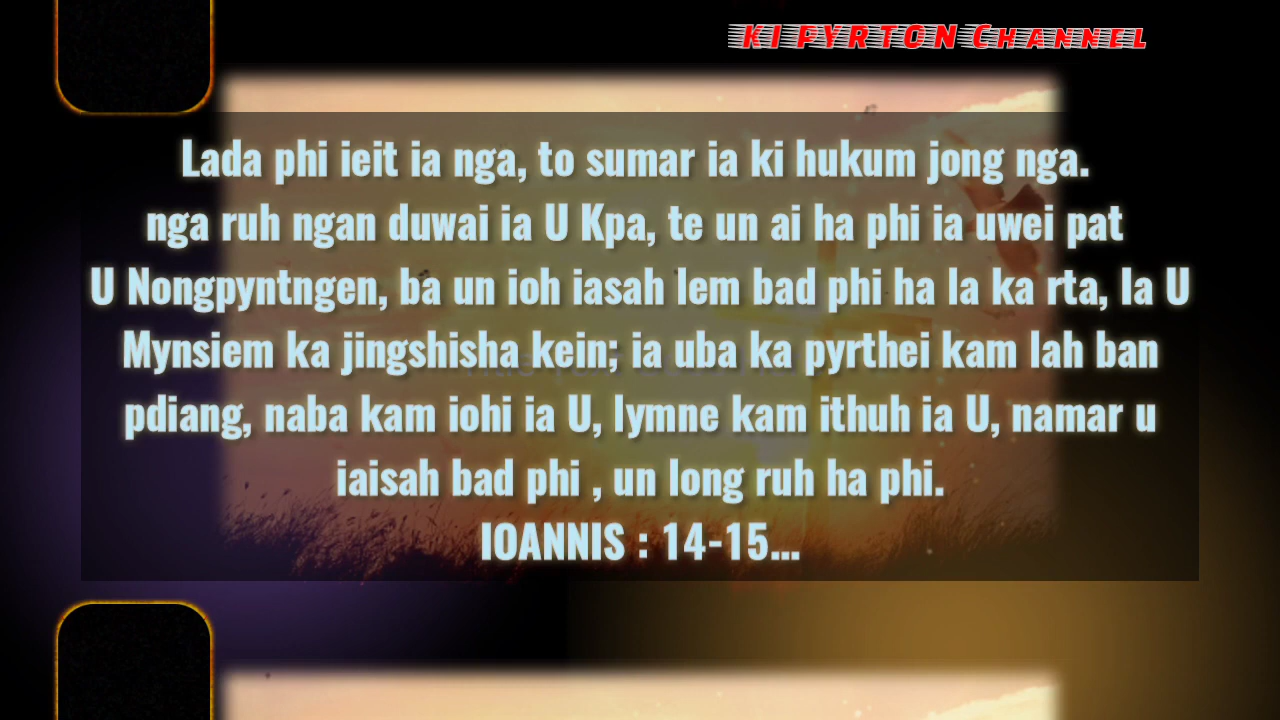 KI PYRTON CHANNEL
Lada phi ieit ia nga, to sumar ia ki hukum jong nga.
nga ruh ngan duwai ia U Kpa, te un ai ha phi ia uwei pat
U Nongpyntngen, ba un ioh iasah lem bad phi ha la ka rta, Ia U
Mynsiem ka jingshisha kein; ia uba ka pyrthei kam lah ban
pdiang, naba kam iohi ia U, lymne kam ithuh ia U, namar u
iaisah bad phi , un long ruh ha phi.
IOANNIS : 14-15...